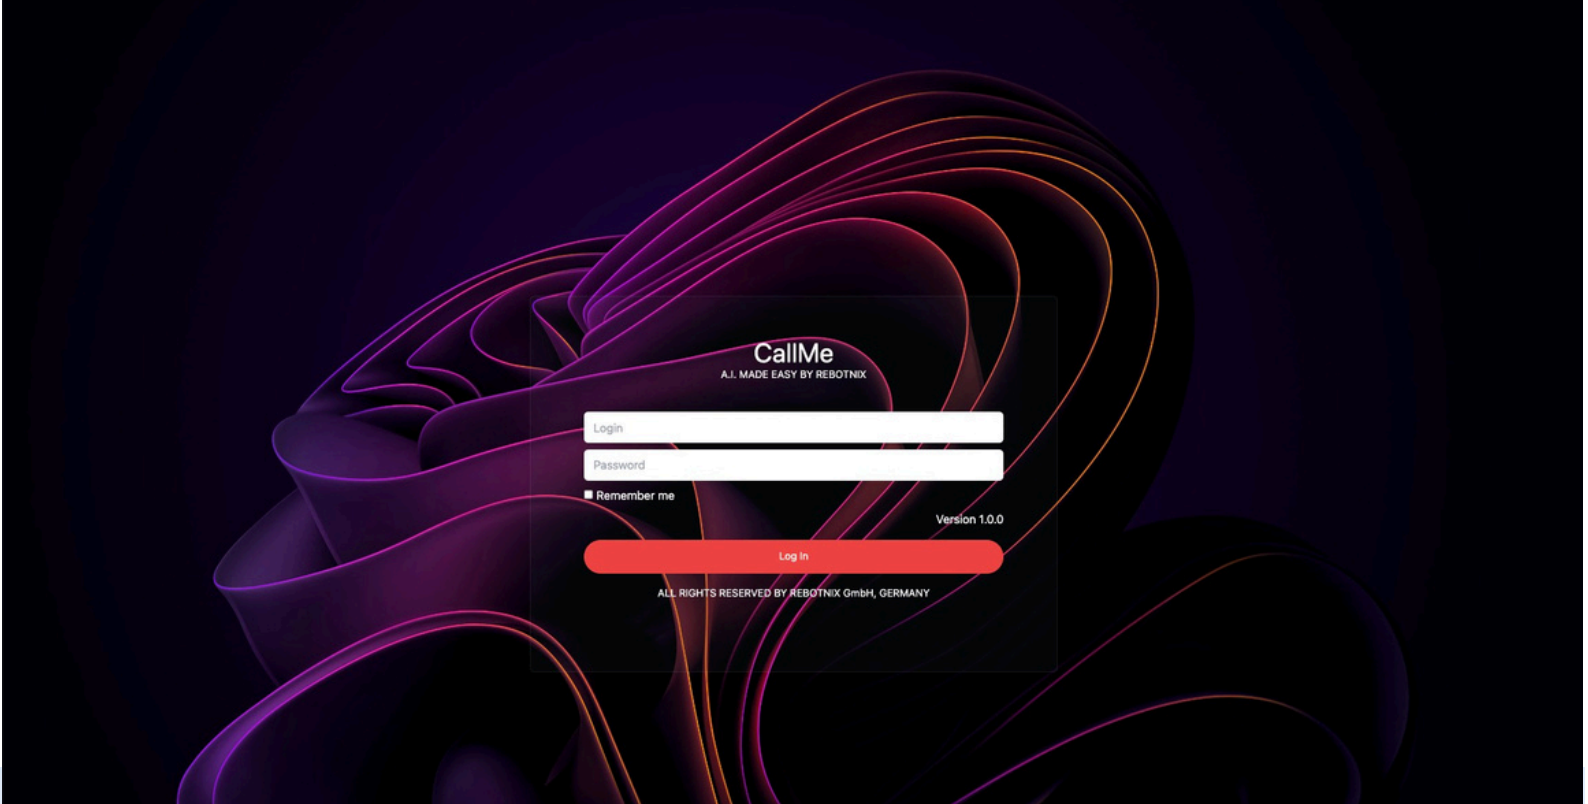 CallMe
A.I. MADE EASY BY REBOTNIX
Login
Password
Remember me
Version 1.0.0
Log In
ALL RIGHTS RESERVED BY REBOTNIX GmbH, GERMANY